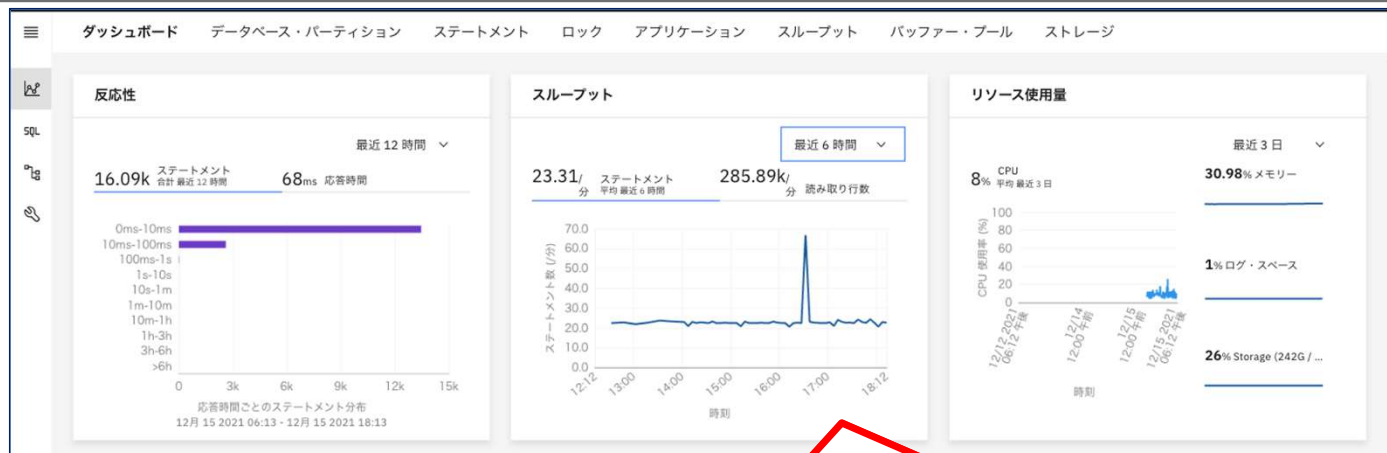 ダッシュボード データベース・パーティション ステートメント ロック アプリケーション スループット バッファー・プール ストレージ
SQL
反応性
最近 12 時間
16.09k ステートメント 合計 最近 12 時間 68ms 応答時間
0ms-10ms
10ms-100ms
100ms-1s
1s-10s
10s-1m
1m-10m
10m-1h
1h-3h
3h-6h
>6h
0 3k 6k 9k 12k 15k
応答時間ごとのステートメント分布
12月 15 2021 06:13 - 12月 15 2021 18:13
スループット
最近 6 時間
23.31/分 ステートメント 平均 最近 6 時間 285.89k/分 読み取り行数
ステートメント数 (/分)
70.0
60.0
50.0
40.0
30.0
20.0
10.0
0.0
12:12 13:00 14:00 15:00 16:00 17:00 18:12
時刻
リソース使用量
最近 3 日
8% CPU 平均 最近 3 日
CPU 使用率 (%)
100
80
60
40
20
0
12/12 2021 06:12 午後
12/14 12:00 午前
12/15 12:00 午前
12/15 2021 06:12 午後
時刻
30.98% メモリー
1% ログ・スペース
26% Storage (242G / ...